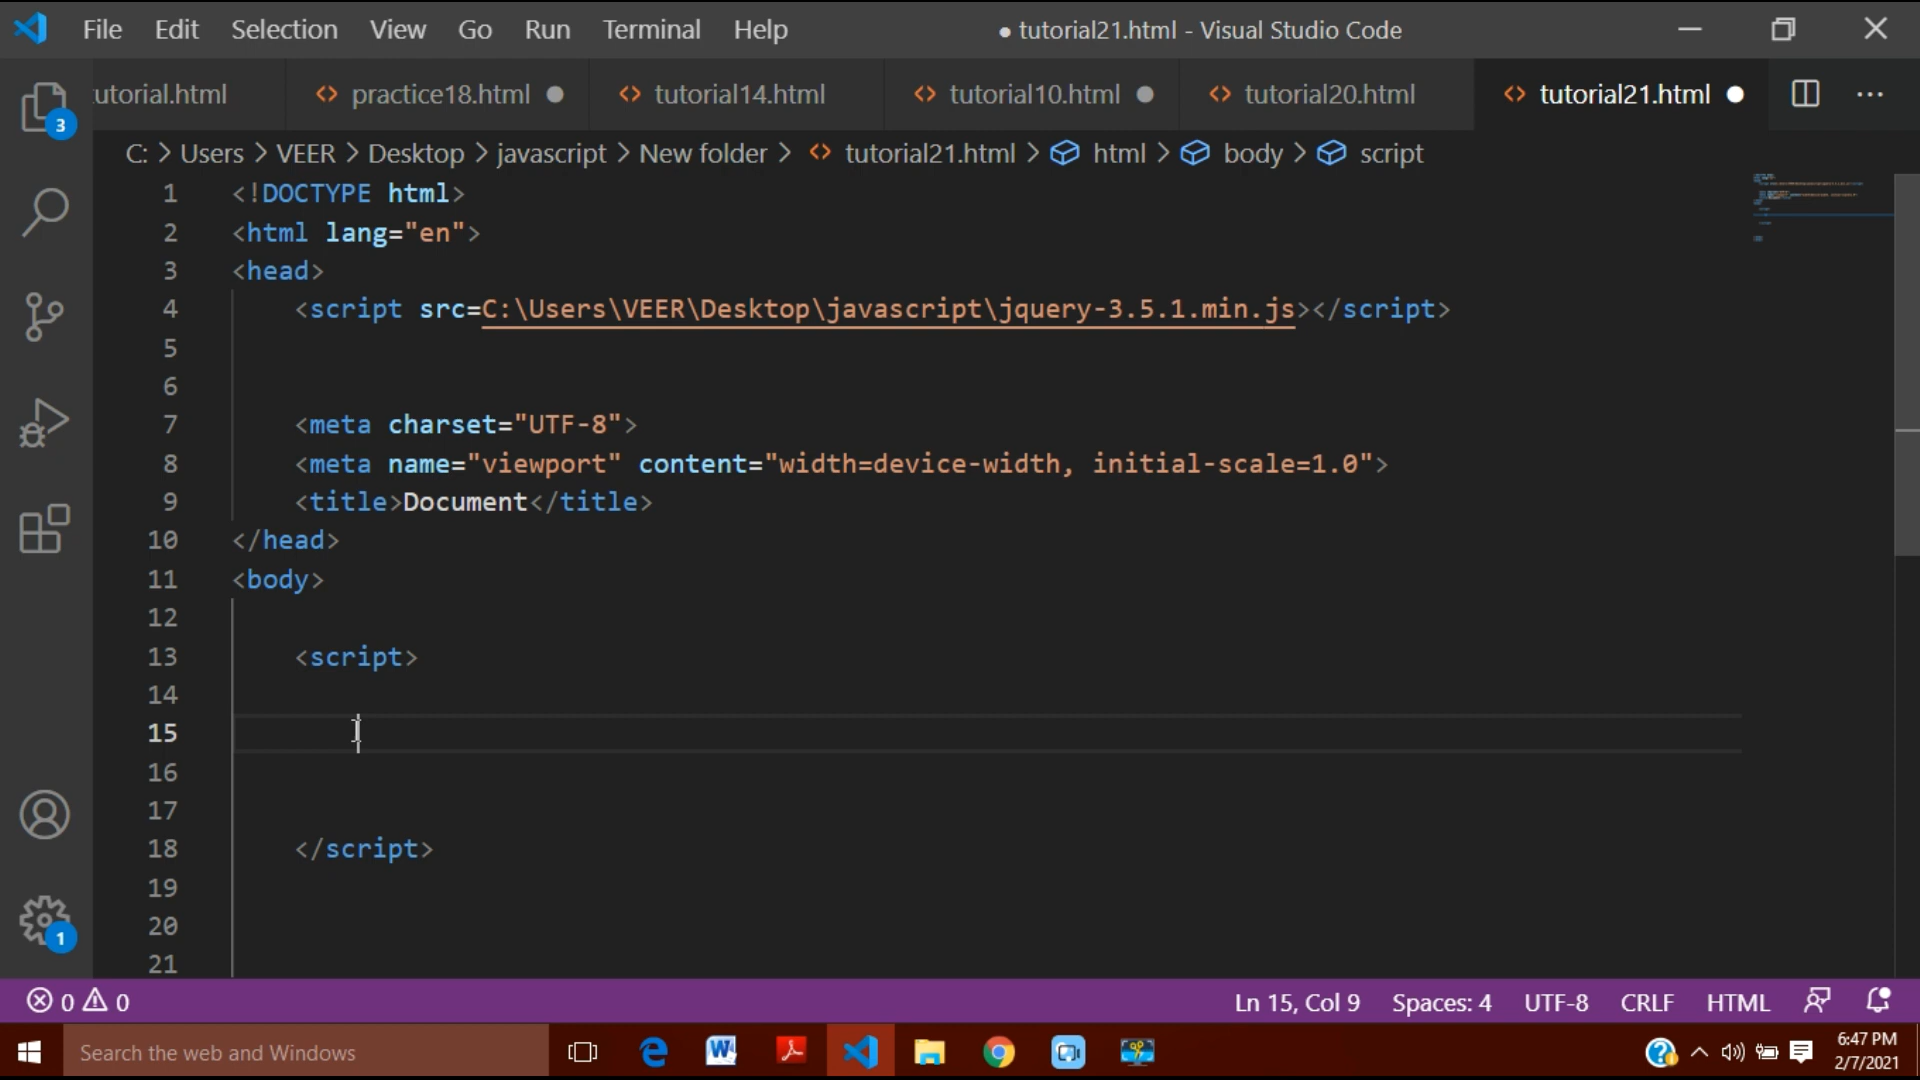 File Edit Selection View Go Run Terminal Help ● tutorial21.html - Visual Studio Code
utorial.html <> practice18.html ● <> tutorial14.html <> tutorial10.html ● <> tutorial20.html <> tutorial21.html ● ...
C: > Users > VEER > Desktop > javascript > New folder > <> tutorial21.html > html > body > script
1 <!DOCTYPE html>
2 <html lang="en">
3 <head>
4 <script src=C:\Users\VEER\Desktop\javascript\jquery-3.5.1.min.js></script>
5
6
7 <meta charset="UTF-8">
8 <meta name="viewport" content="width=device-width, initial-scale=1.0">
9 <title>Document</title>
10 </head>
11 <body>
12
13 <script>
14
15
16
17
18 </script>
19
20
21
3
1
0 0 Ln 15, Col 9 Spaces: 4 UTF-8 CRLF HTML
Search the web and Windows
6:47 PM
2/7/2021